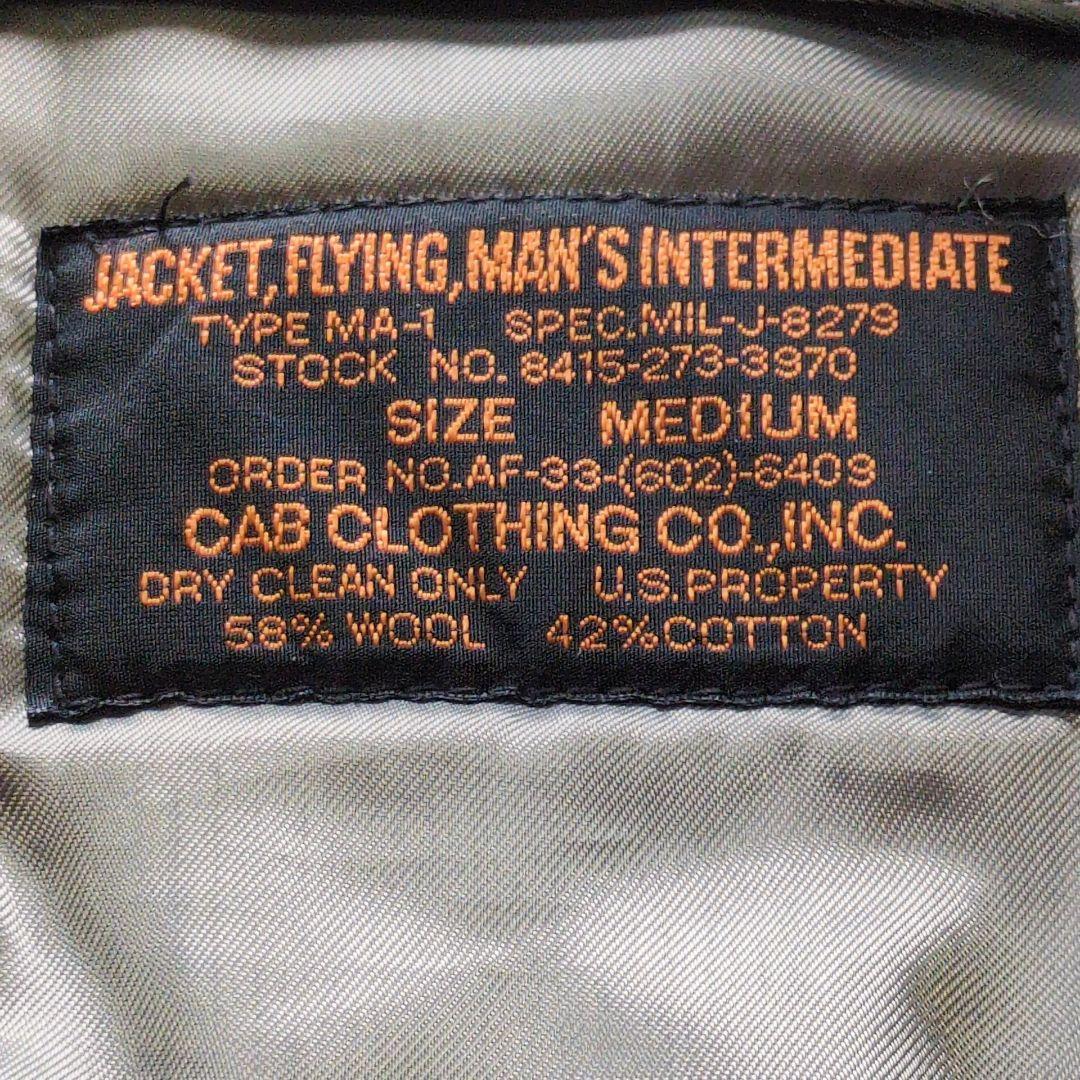 JACKET, FLYING, MAN'S INTERMEDIATE
TYPE MA-1 SPEC.MIL-J-8279
STOCK NO. 8415-273-3970
SIZE MEDIUM
ORDER NO.AF-33-(602)-6409
CAB CLOTHING CO.,INC.
DRY CLEAN ONLY U.S.PROPERTY
58% WOOL 42%COTTON